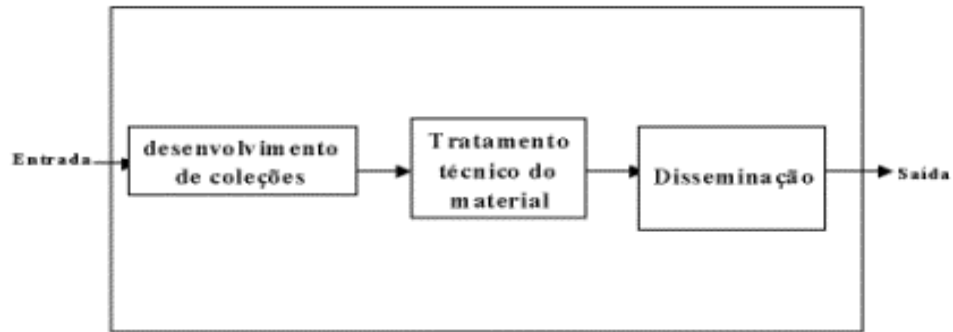 Entrada
desenvolvimento
de coleções
Tratamento
técnico do
material
Disseminação
Saída